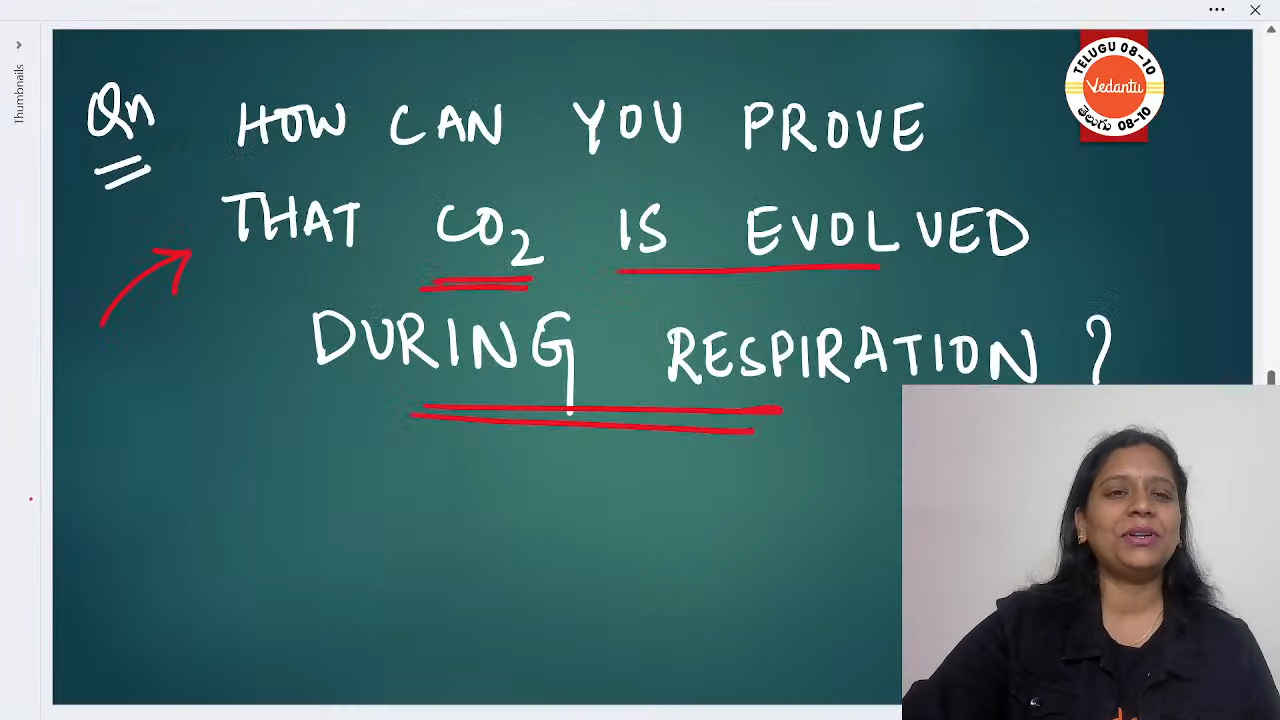 Thumbnails
TELUGU 08-10
Vedantu
తెలుగు 08-10
Qn HOW CAN YOU PROVE
THAT CO2 IS EVOLVED
DURING RESPIRATION ?